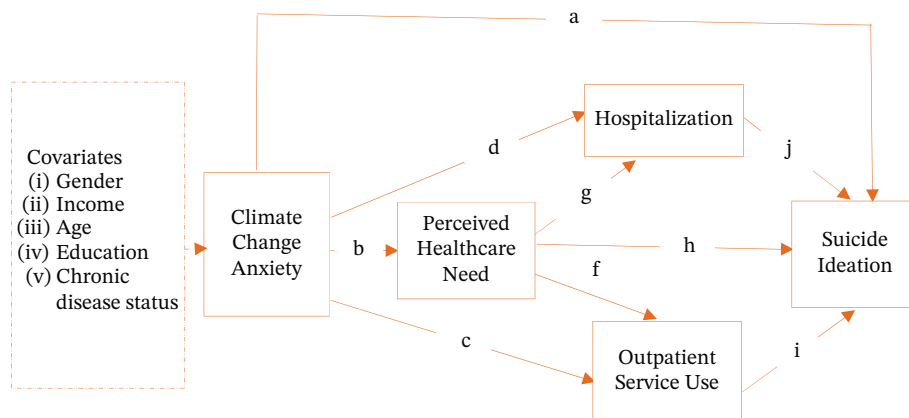 a
Covariates
(i) Gender
(ii) Income
(iii) Age
(iv) Education
(v) Chronic
disease status
Climate
Change
Anxiety
d
b
c
Perceived
Healthcare
Need
g
h
f
Hospitalization
j
Outpatient
Service Use
i
Suicide
Ideation